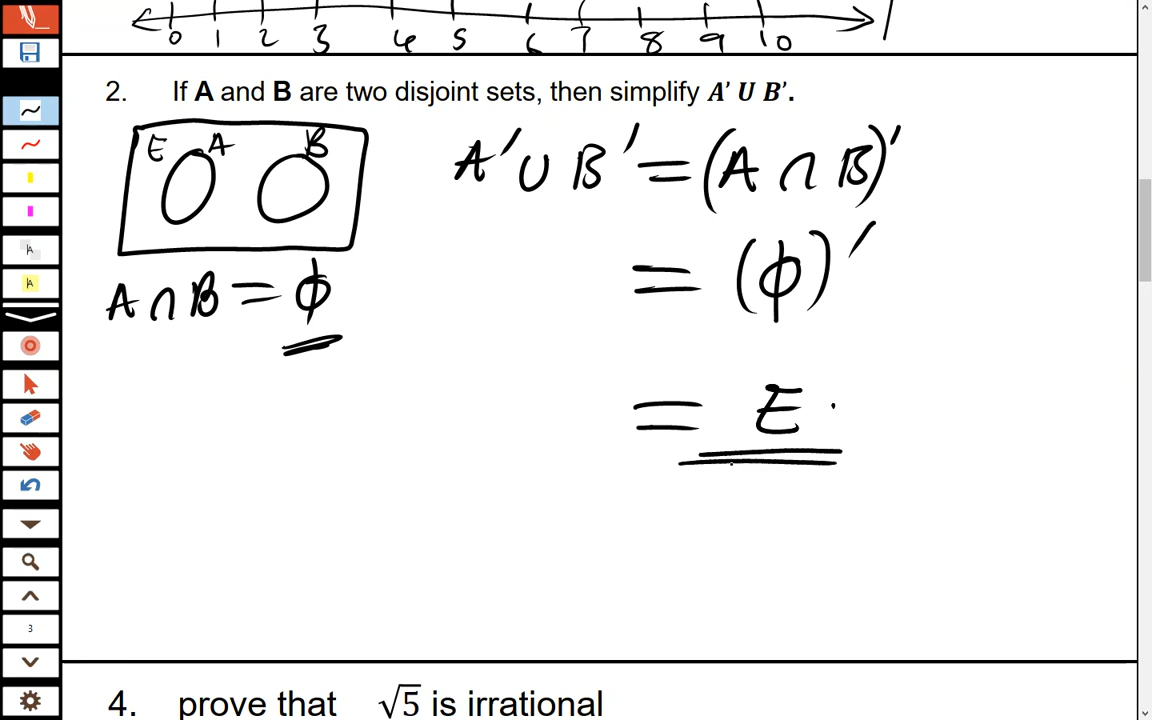 0 1 2 3 4 5 6 7 8 9 10
2. If A and B are two disjoint sets, then simplify A' U B'.
E A B
A' ∪ B' = (A ∩ B)'
= (ϕ)'
A ∩ B = ϕ
= E.
3
4. prove that √5 is irrational